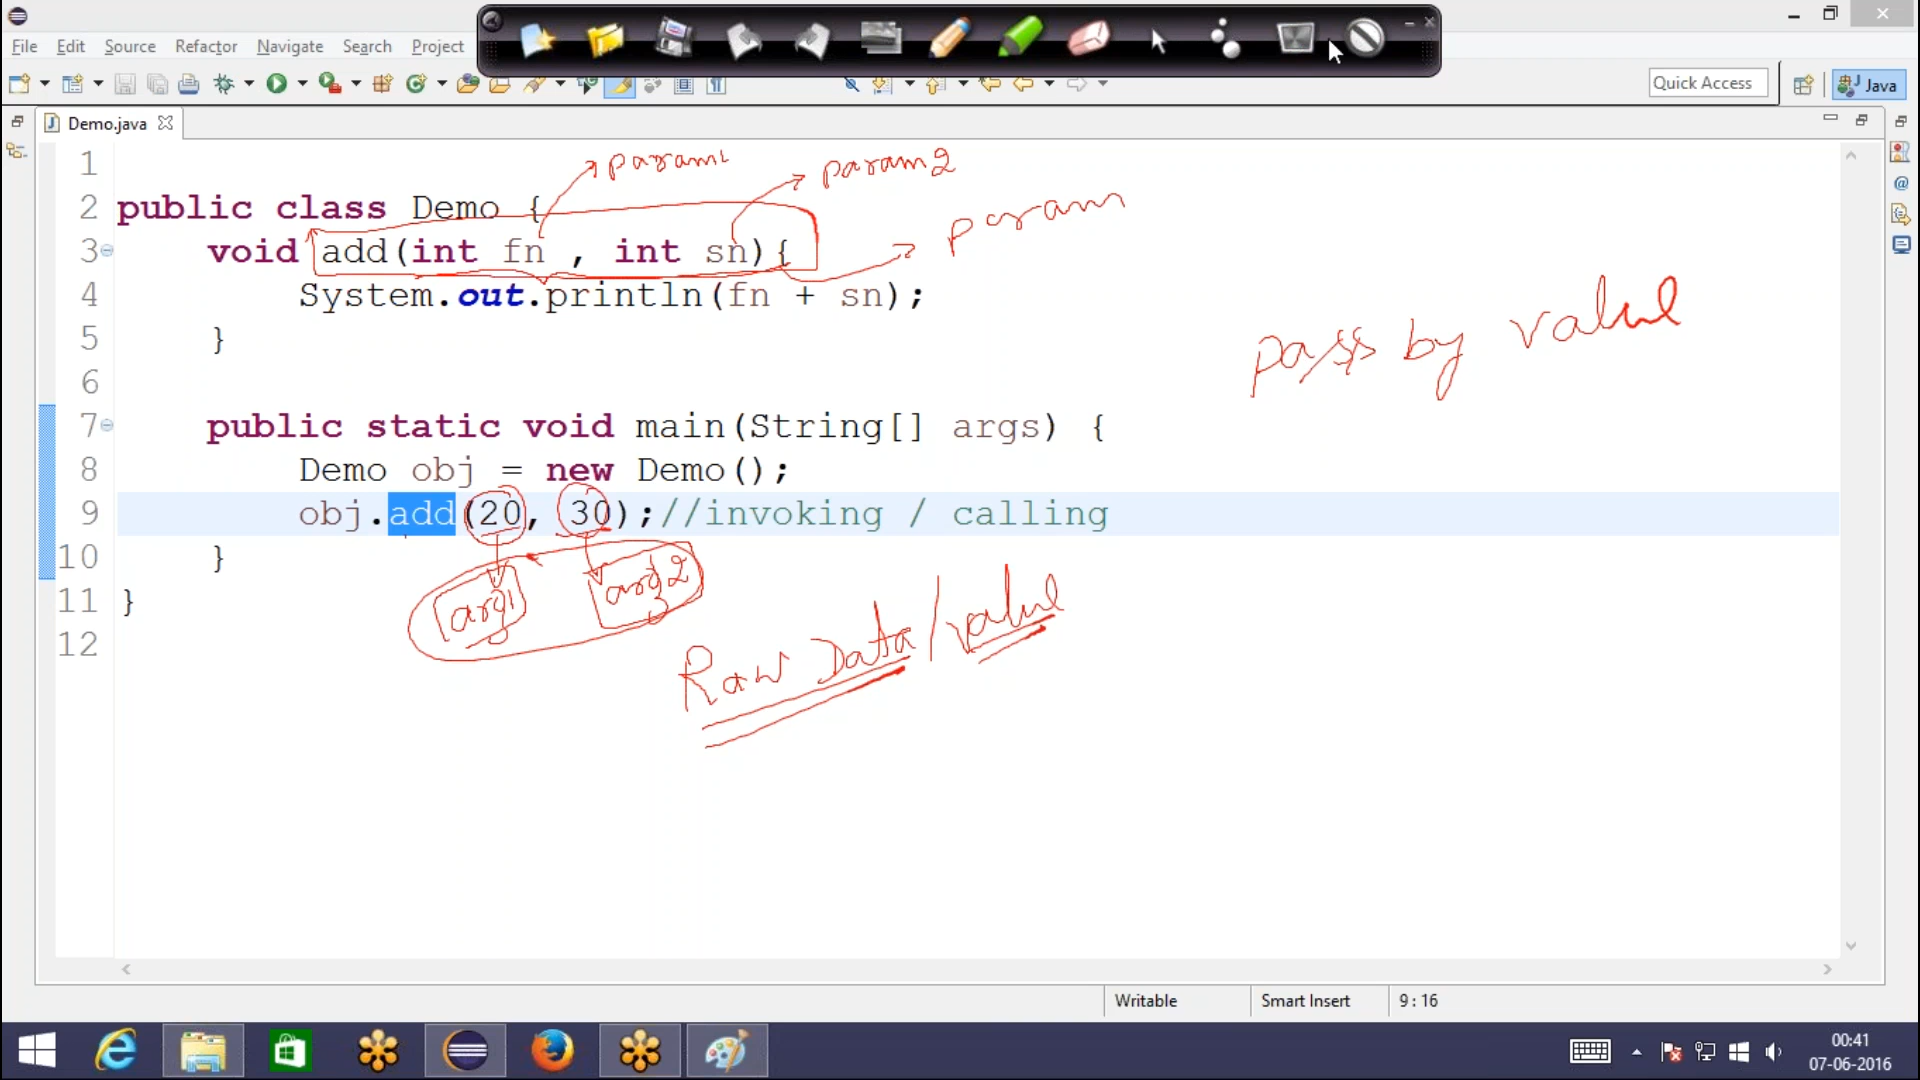 File Edit Source Refactor Navigate Search Project
Quick Access
Java
Demo.java
1
2 public class Demo {
3 void add(int fn , int sn){
4 System.out.println(fn + sn);
5 }
6
7 public static void main(String[] args) {
8 Demo obj = new Demo();
9 obj.add(20, 30);//invoking / calling
10 }
11 }
12
param1
param2
param
pass by value
arg1
arg2
Raw Data/value
Writable Smart Insert 9 : 16
00:41
07-06-2016